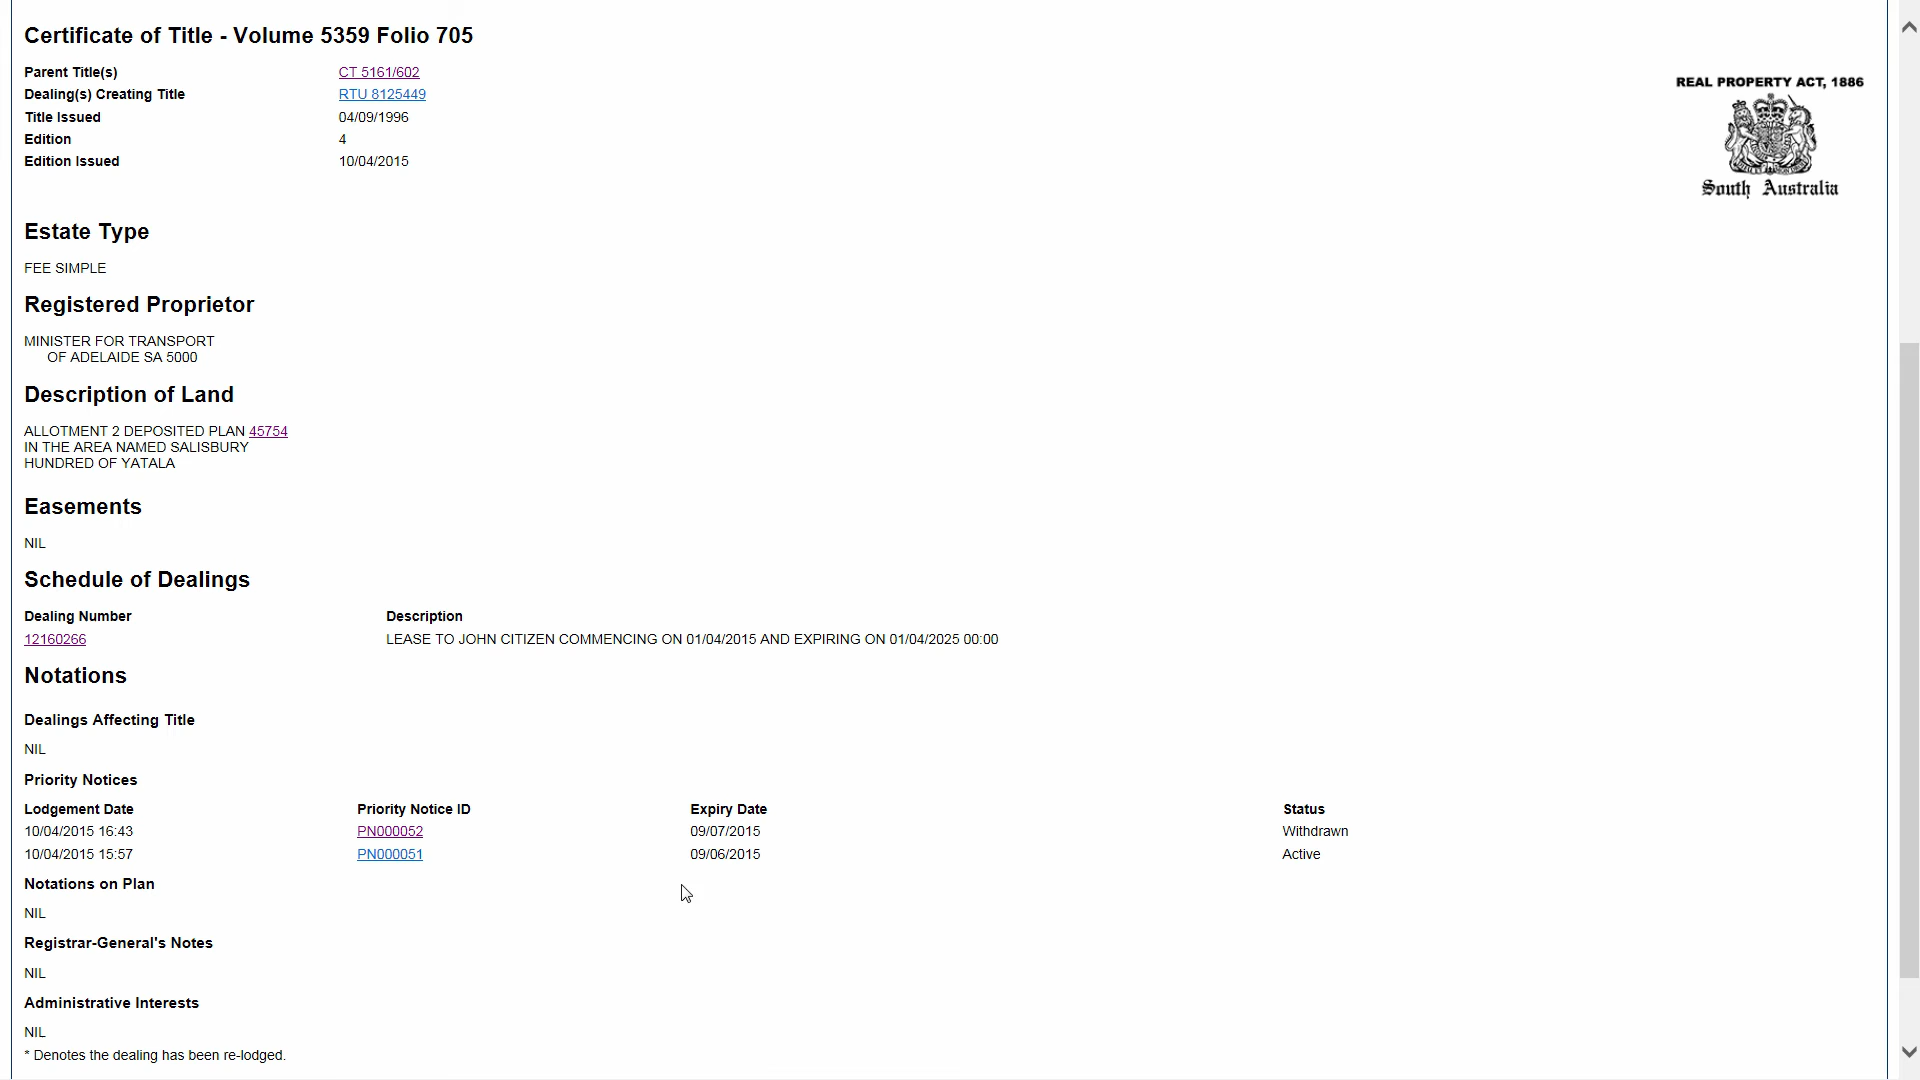 Certificate of Title - Volume 5359 Folio 705
Parent Title(s) CT 5161/602
Dealing(s) Creating Title RTU 8125449
Title Issued 04/09/1996
Edition 4
Edition Issued 10/04/2015
REAL PROPERTY ACT, 1886
South Australia
Estate Type
FEE SIMPLE
Registered Proprietor
MINISTER FOR TRANSPORT
OF ADELAIDE SA 5000
Description of Land
ALLOTMENT 2 DEPOSITED PLAN 45754
IN THE AREA NAMED SALISBURY
HUNDRED OF YATALA
Easements
NIL
Schedule of Dealings
Dealing Number Description
12160266 LEASE TO JOHN CITIZEN COMMENCING ON 01/04/2015 AND EXPIRING ON 01/04/2025 00:00
Notations
Dealings Affecting Title
NIL
Priority Notices
Lodgement Date Priority Notice ID Expiry Date Status
10/04/2015 16:43 PN000052 09/07/2015 Withdrawn
10/04/2015 15:57 PN000051 09/06/2015 Active
Notations on Plan
NIL
Registrar-General's Notes
NIL
Administrative Interests
NIL
* Denotes the dealing has been re-lodged.